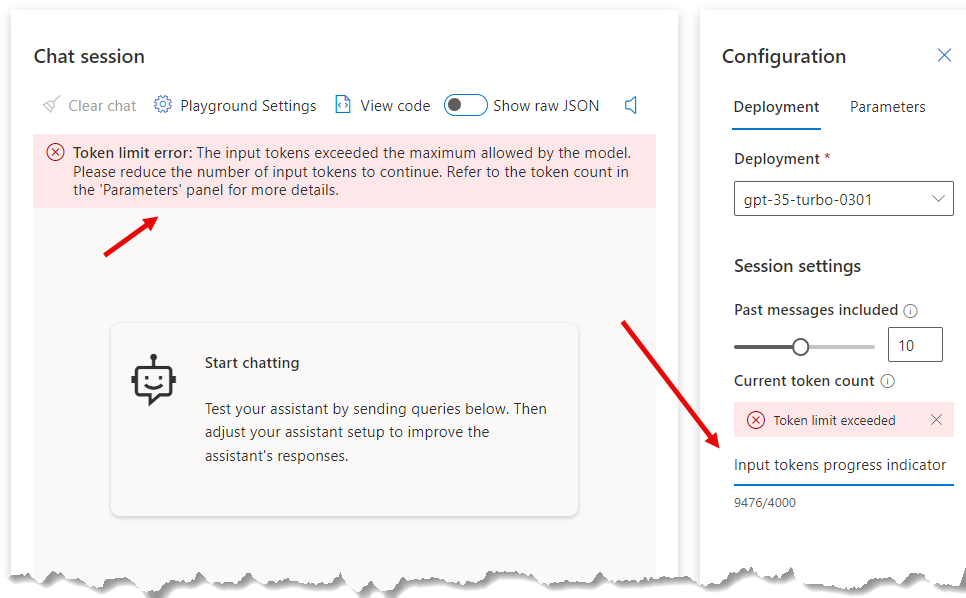 Chat session
Clear chat
Playground Settings
View code
Show raw JSON
Token limit error: The input tokens exceeded the maximum allowed by the model.
Please reduce the number of input tokens to continue. Refer to the token count in
the 'Parameters' panel for more details.
Start chatting
Test your assistant by sending queries below. Then
adjust your assistant setup to improve the
assistant's responses.
Configuration
Deployment
Parameters
Deployment *
gpt-35-turbo-0301
Session settings
Past messages included
10
Current token count
Token limit exceeded
Input tokens progress indicator
9476/4000